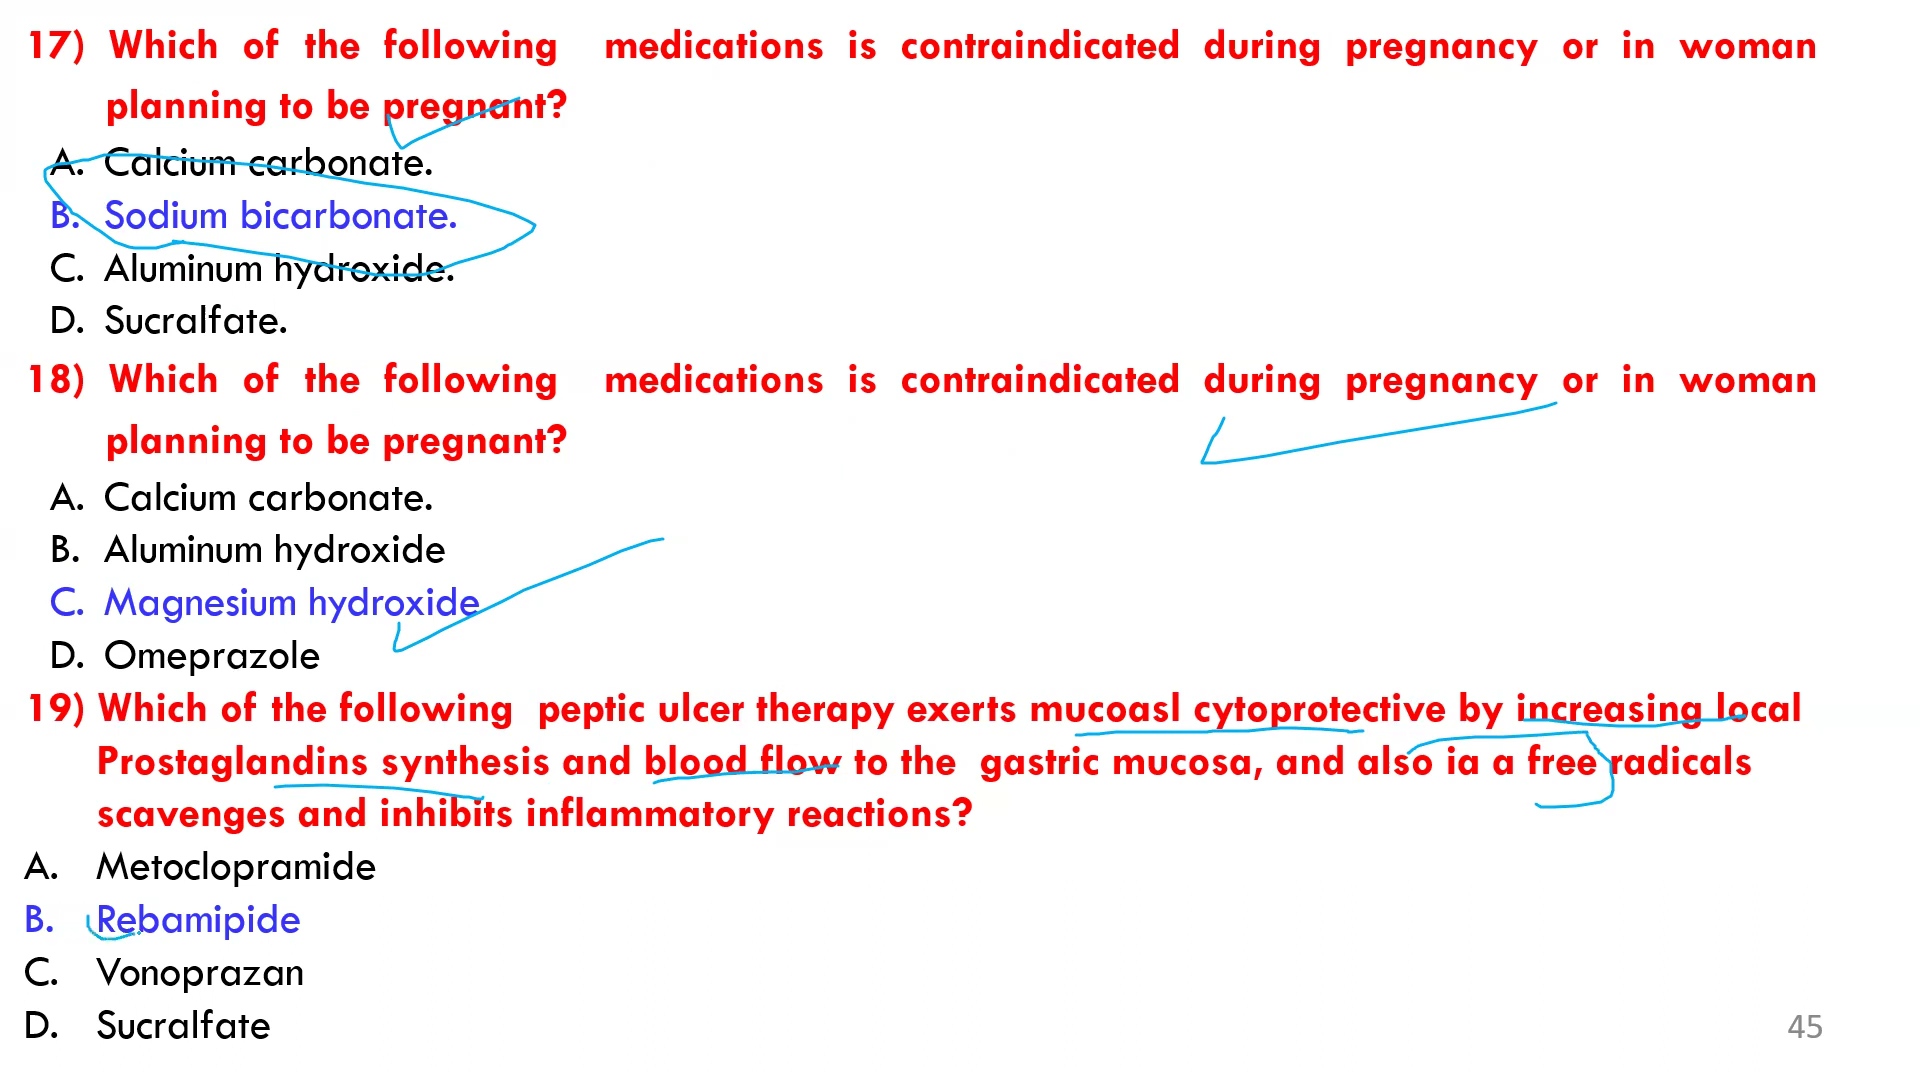 17) Which of the following medications is contraindicated during pregnancy or in woman
planning to be pregnant?
A. Calcium carbonate.
B. Sodium bicarbonate.
C. Aluminum hydroxide.
D. Sucralfate.
18) Which of the following medications is contraindicated during pregnancy or in woman
planning to be pregnant?
A. Calcium carbonate.
B. Aluminum hydroxide
C. Magnesium hydroxide
D. Omeprazole
19) Which of the following peptic ulcer therapy exerts mucoasl cytoprotective by increasing local
Prostaglandins synthesis and blood flow to the gastric mucosa, and also ia a free radicals
scavenges and inhibits inflammatory reactions?
A. Metoclopramide
B. Rebamipide
C. Vonoprazan
D. Sucralfate
45